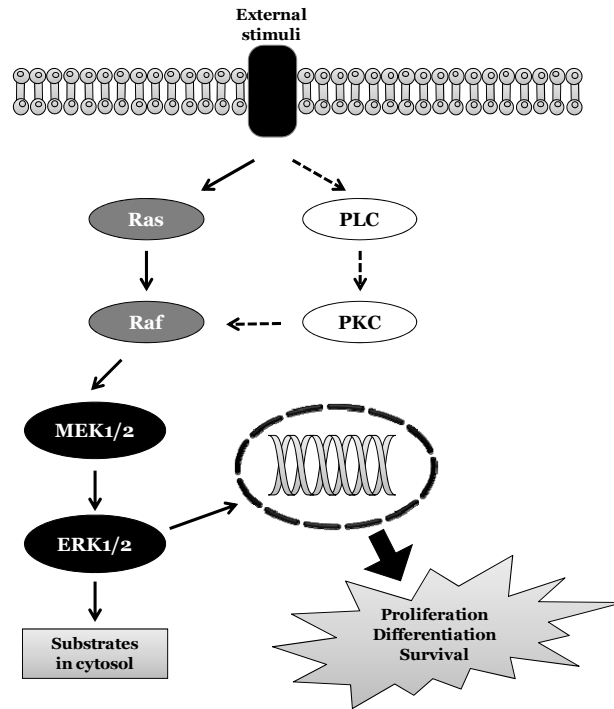 External
stimuli
Ras
PLC
Raf
PKC
MEK1/2
ERK1/2
Substrates
in cytosol
Proliferation
Differentiation
Survival